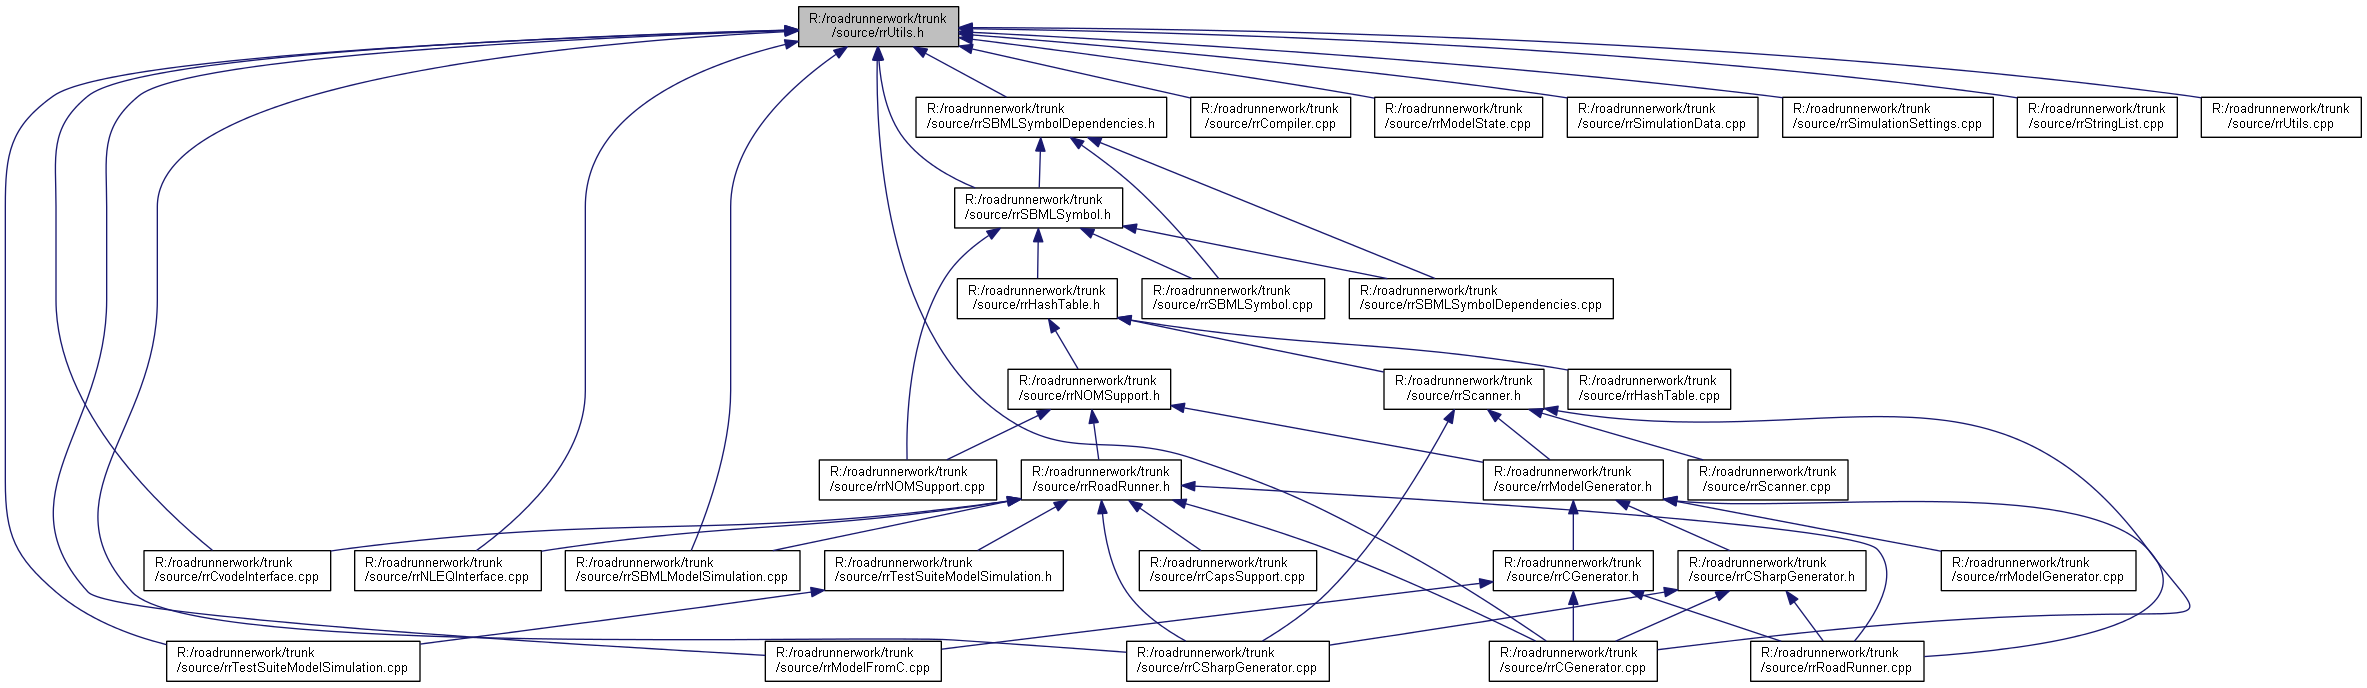 R:/roadrunnerwork/trunk
/source/rrUtils.h
R:/roadrunnerwork/trunk
/source/rrSBMLSymbolDependencies.h
R:/roadrunnerwork/trunk
/source/rrCompiler.cpp
R:/roadrunnerwork/trunk
/source/rrModelState.cpp
R:/roadrunnerwork/trunk
/source/rrSimulationData.cpp
R:/roadrunnerwork/trunk
/source/rrSimulationSettings.cpp
R:/roadrunnerwork/trunk
/source/rrStringList.cpp
R:/roadrunnerwork/trunk
/source/rrUtils.cpp
R:/roadrunnerwork/trunk
/source/rrSBMLSymbol.h
R:/roadrunnerwork/trunk
/source/rrHashTable.h
R:/roadrunnerwork/trunk
/source/rrSBMLSymbol.cpp
R:/roadrunnerwork/trunk
/source/rrSBMLSymbolDependencies.cpp
R:/roadrunnerwork/trunk
/source/rrNOMSupport.h
R:/roadrunnerwork/trunk
/source/rrScanner.h
R:/roadrunnerwork/trunk
/source/rrHashTable.cpp
R:/roadrunnerwork/trunk
/source/rrNOMSupport.cpp
R:/roadrunnerwork/trunk
/source/rrRoadRunner.h
R:/roadrunnerwork/trunk
/source/rrModelGenerator.h
R:/roadrunnerwork/trunk
/source/rrScanner.cpp
R:/roadrunnerwork/trunk
/source/rrCvodeInterface.cpp
R:/roadrunnerwork/trunk
/source/rrNLEQInterface.cpp
R:/roadrunnerwork/trunk
/source/rrSBMLModelSimulation.cpp
R:/roadrunnerwork/trunk
/source/rrTestSuiteModelSimulation.h
R:/roadrunnerwork/trunk
/source/rrCapsSupport.cpp
R:/roadrunnerwork/trunk
/source/rrCGenerator.h
R:/roadrunnerwork/trunk
/source/rrCSharpGenerator.h
R:/roadrunnerwork/trunk
/source/rrModelGenerator.cpp
R:/roadrunnerwork/trunk
/source/rrTestSuiteModelSimulation.cpp
R:/roadrunnerwork/trunk
/source/rrModelFromC.cpp
R:/roadrunnerwork/trunk
/source/rrCSharpGenerator.cpp
R:/roadrunnerwork/trunk
/source/rrCGenerator.cpp
R:/roadrunnerwork/trunk
/source/rrRoadRunner.cpp